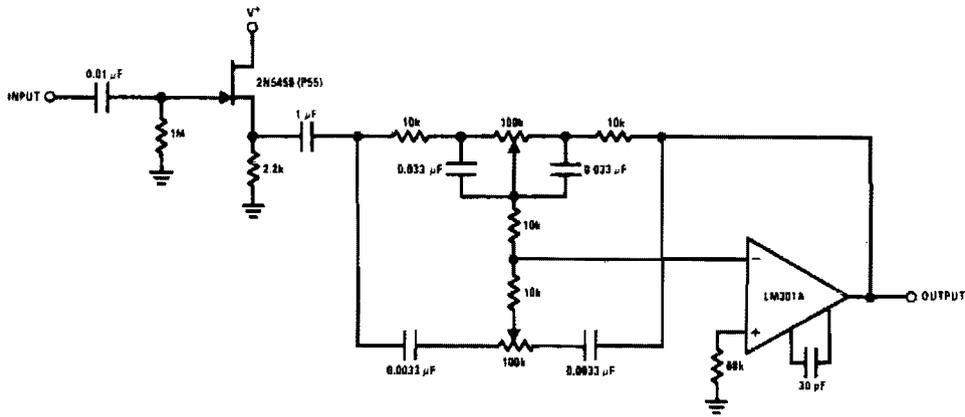 V+
0.01 µF
2N5458 (P55)
INPUT
1M
1 µF
2.2k
10k
100k
10k
0.033 µF
0.033 µF
10k
10k
0.0033 µF
100k
0.0033 µF
−
+
LM301A
OUTPUT
68k
30 pF